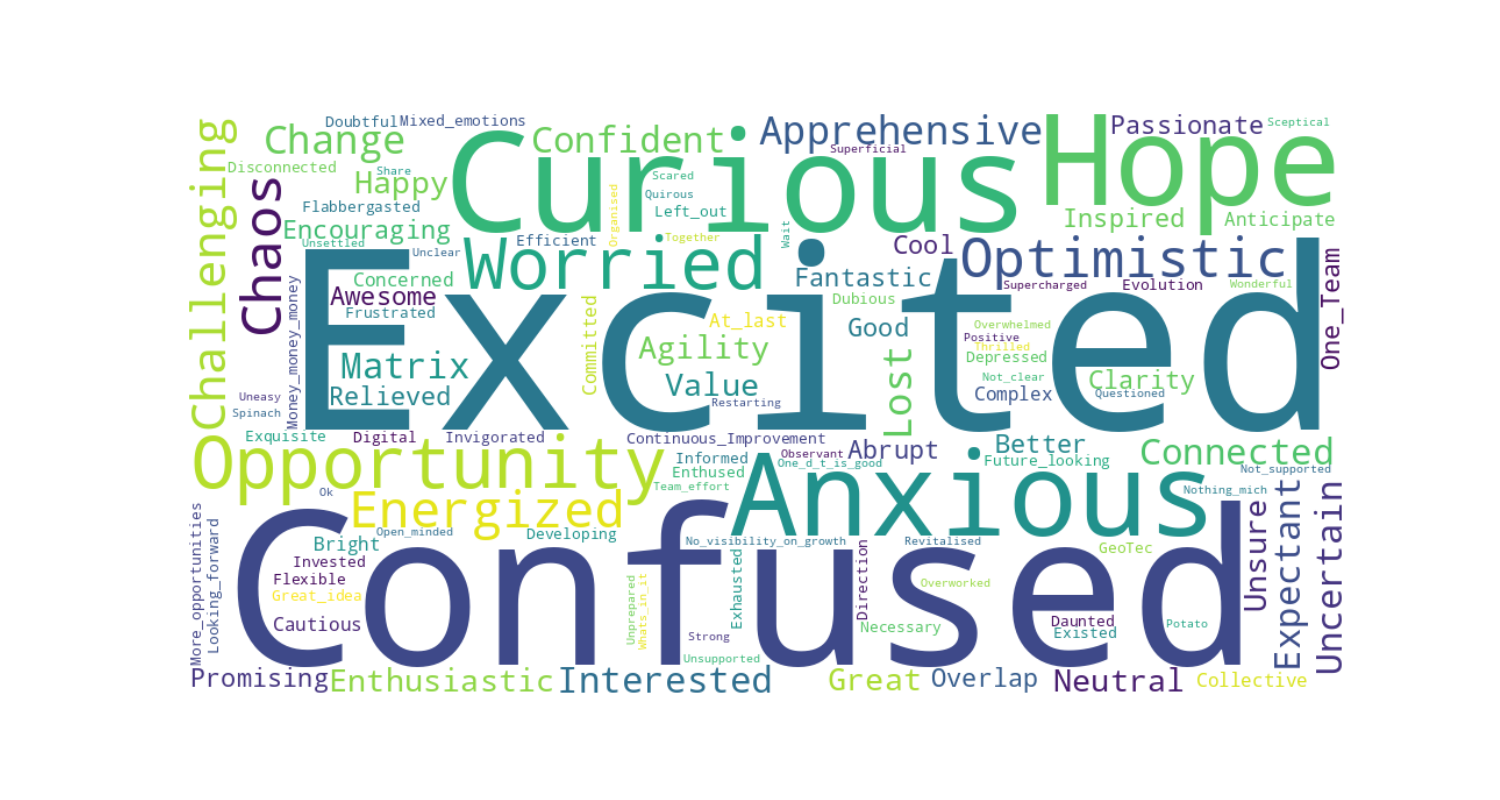 Doubtful
Mixed_emotions
Change
Disconnected
Share
Happy
Flabbergasted
Encouraging
Unsettled
Challenging
Chaos
Curious
Confident
Apprehensive
Superficial
Hope
Passionate
Sceptical
Inspired
Anticipate
Scared
Quirous
Left_out
Organised
Together
Wait
Efficient
Unclear
Worried
Concerned
Awesome
Frustrated
Money_money_money
Cool
Optimistic
Fantastic
Supercharged
Evolution
Wonderful
Dubious
One_Team
Excited
Committed
At_last
Good
Agility
Value
Restarting
Lost
Overwhelmed
Positive
Thrilled
Depressed
Not_clear
Clarity
Complex
Questioned
Matrix
Relieved
Uneasy
Spinach
Exquisite
Digital
Invigorated
Continuous_Improvement
Observant
Abrupt
Better
Future_looking
Connected
Opportunity
Informed
Enthused
One_d_t_is_good
Team_effort
Not_supported
Nothing_mich
Ok
Energized
Anxious
Open_minded
Developing
No_visibility_on_growth
Revitalised
GeoTec
Bright
Invested
Flexible
Great_idea
Cautious
More_opportunities
Looking_forward
Confused
Unprepared
Whats_in_it
Exhausted
Direction
Overworked
Necessary
Strong
Unsupported
Daunted
Existed
Potato
Unsure
Expectant
Uncertain
Promising
Enthusiastic
Interested
Great
Overlap
Neutral
Collective